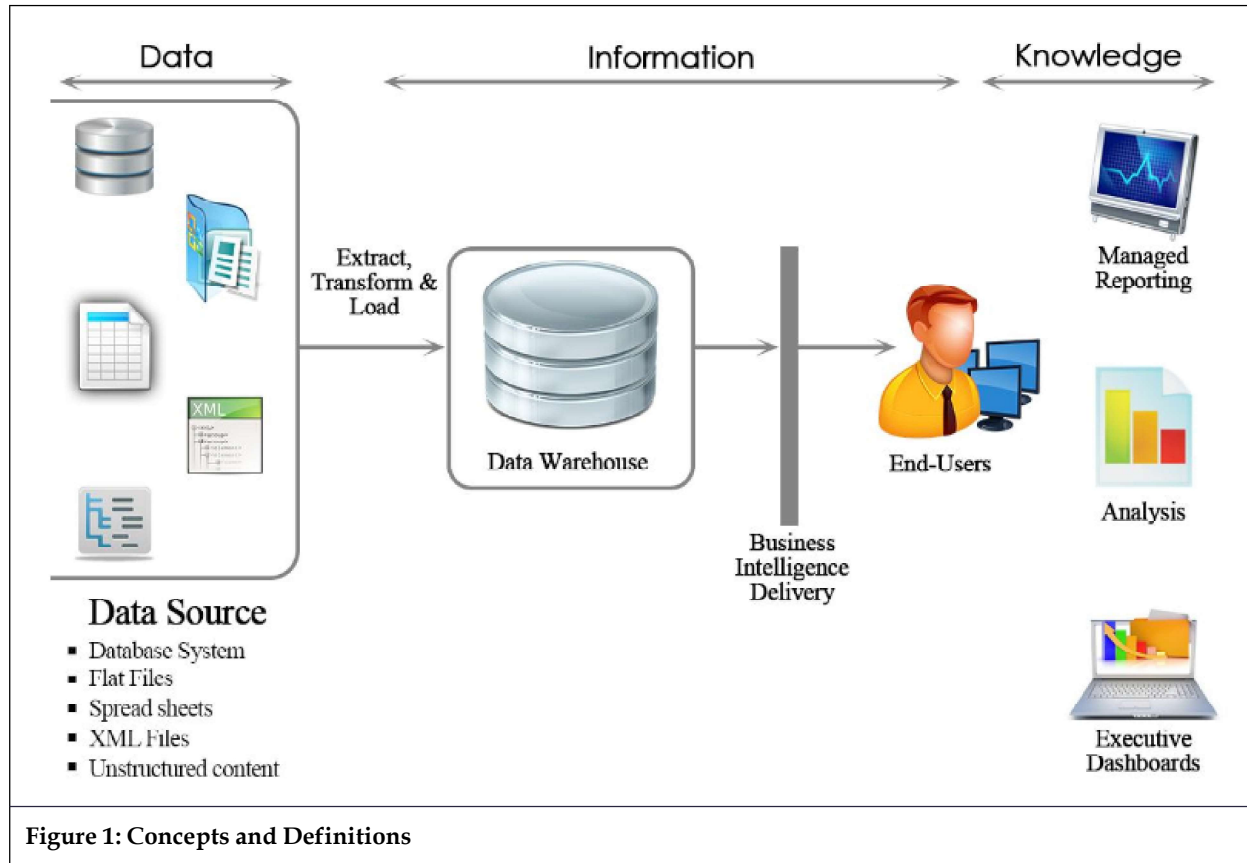 Data
Information
Knowledge
Extract,
Transform &
Load
XML
Data Warehouse
Business
Intelligence
Delivery
End-Users
Managed
Reporting
Analysis
Executive
Dashboards
Data Source
▪ Database System
▪ Flat Files
▪ Spread sheets
▪ XML Files
▪ Unstructured content
Figure 1: Concepts and Definitions